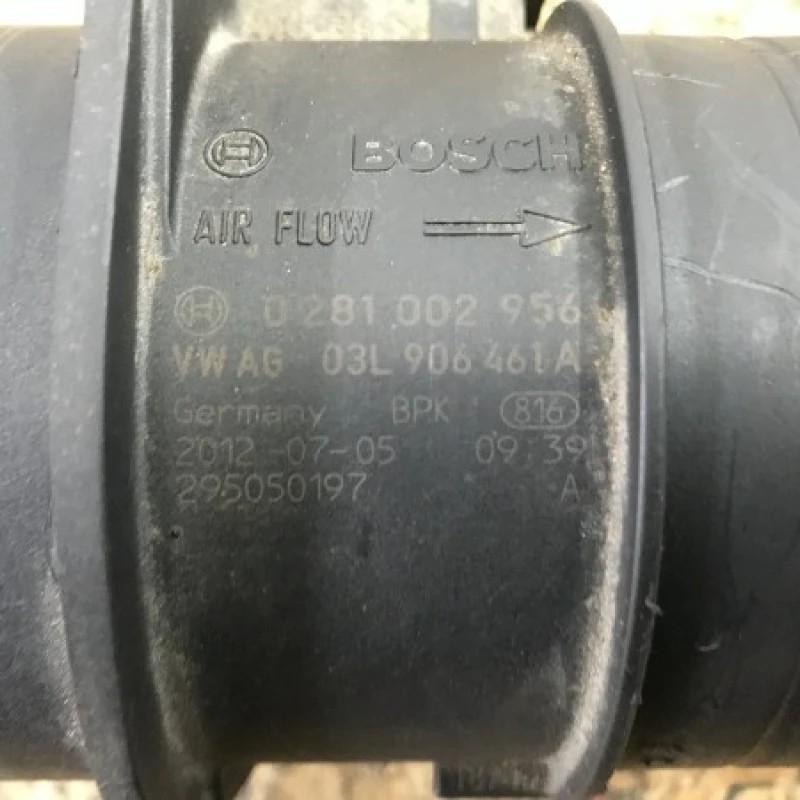 BOSCH
AIR FLOW
0 281 002 956
VW AG 03L 906 461 A
Germany BPK 816
2012-07-05 09:39
295050197 A